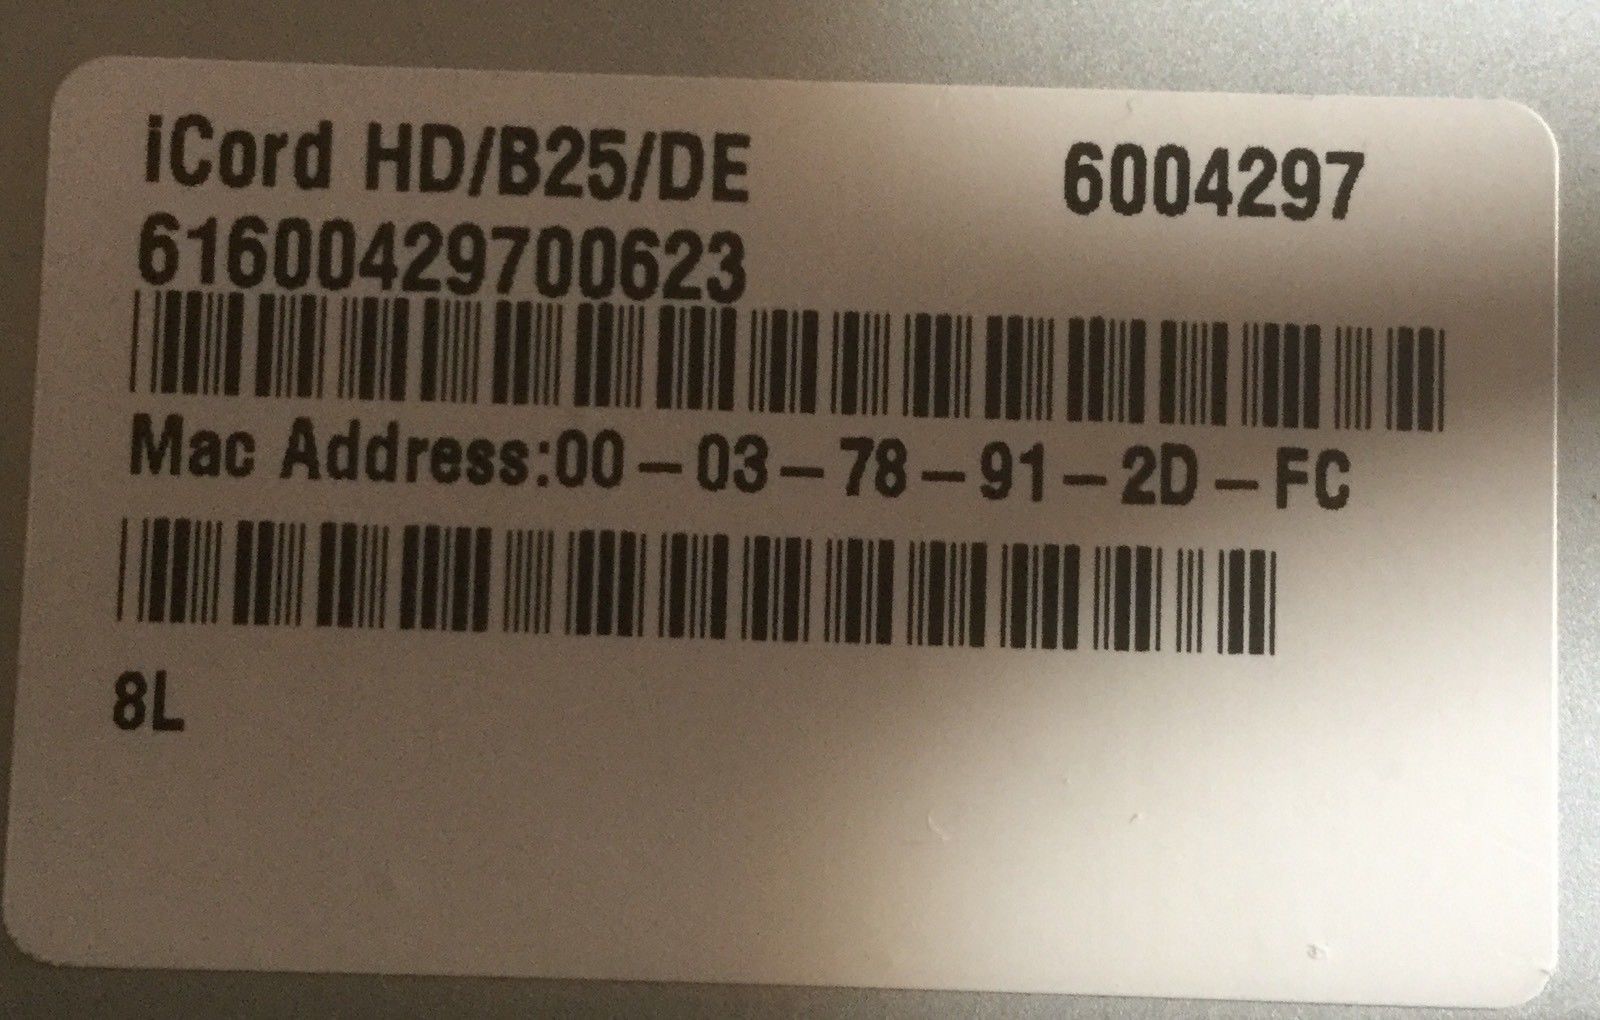 iCord HD/B25/DE 6004297
61600429700623
Mac Address:00-03-78-91-2D-FC
8L